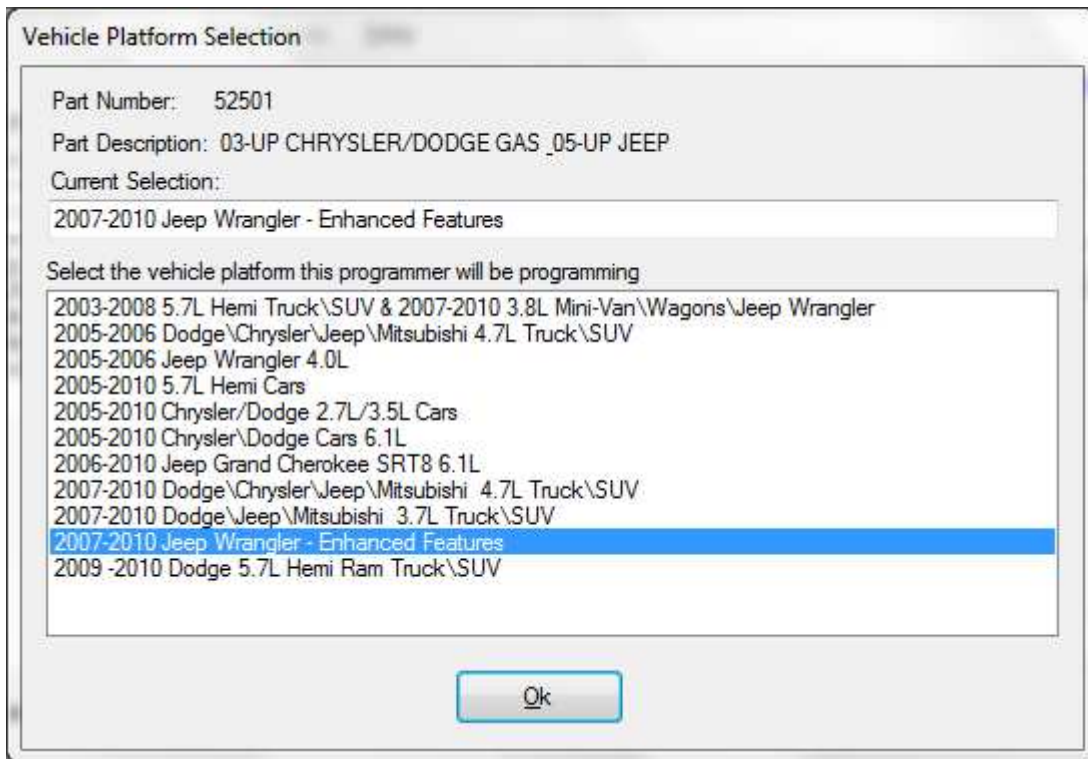 Vehicle Platform Selection
Part Number: 52501
Part Description: 03-UP CHRYSLER/DODGE GAS _05-UP JEEP
Current Selection:
2007-2010 Jeep Wrangler - Enhanced Features
Select the vehicle platform this programmer will be programming
2003-2008 5.7L Hemi Truck\SUV & 2007-2010 3.8L Mini-Van\Wagons\Jeep Wrangler
2005-2006 Dodge\Chrysler\Jeep\Mitsubishi 4.7L Truck\SUV
2005-2006 Jeep Wrangler 4.0L
2005-2010 5.7L Hemi Cars
2005-2010 Chrysler/Dodge 2.7L/3.5L Cars
2005-2010 Chrysler\Dodge Cars 6.1L
2006-2010 Jeep Grand Cherokee SRT8 6.1L
2007-2010 Dodge\Chrysler\Jeep\Mitsubishi  4.7L Truck\SUV
2007-2010 Dodge\Jeep\Mitsubishi  3.7L Truck\SUV
2007-2010 Jeep Wrangler - Enhanced Features
2009 -2010 Dodge 5.7L Hemi Ram Truck\SUV
Ok